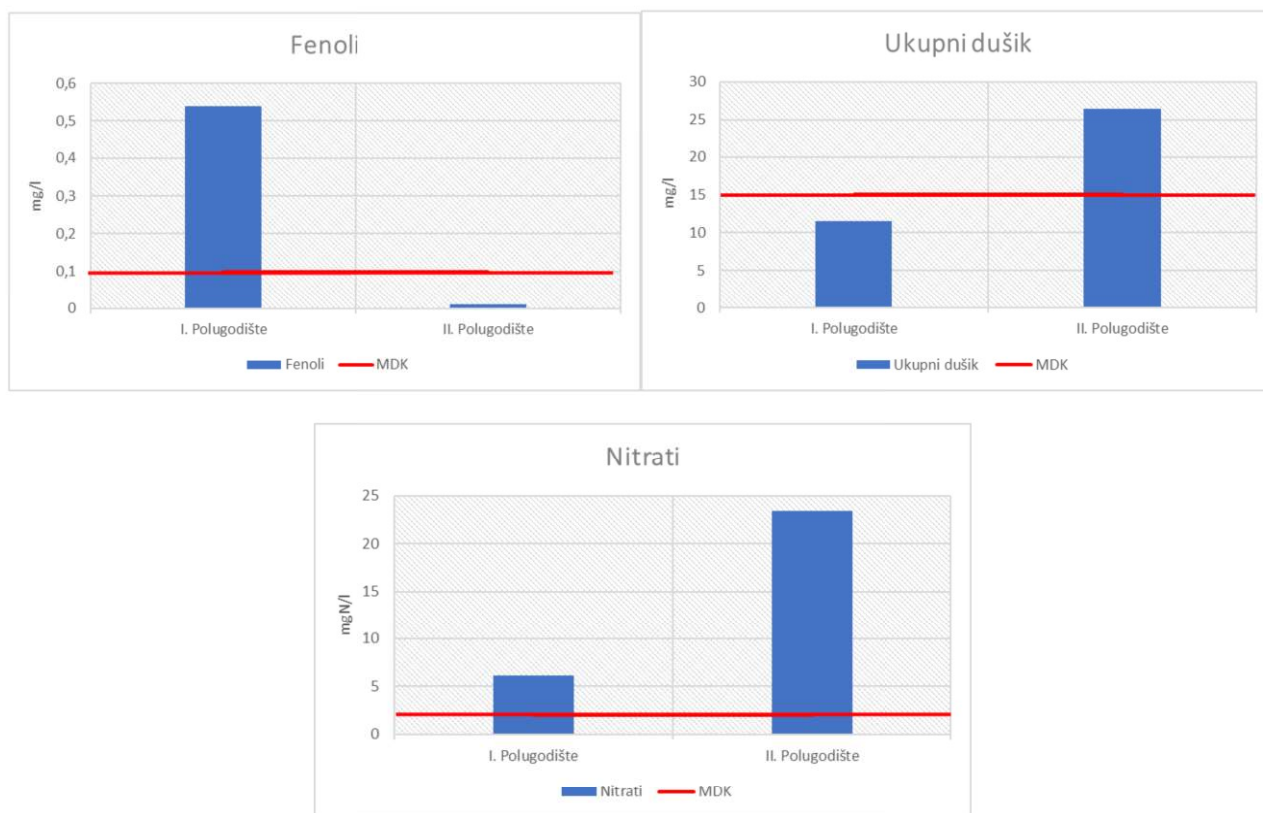 Fenoli
mg/l
0,6
0,5
0,4
0,3
0,2
0,1
0
I. Polugodište
II. Polugodište
Fenoli
MDK
Ukupni dušik
mg/l
30
25
20
15
10
5
0
I. Polugodište
II. Polugodište
Ukupni dušik
MDK
Nitrati
mgN/l
25
20
15
10
5
0
I. Polugodište
II. Polugodište
Nitrati
MDK